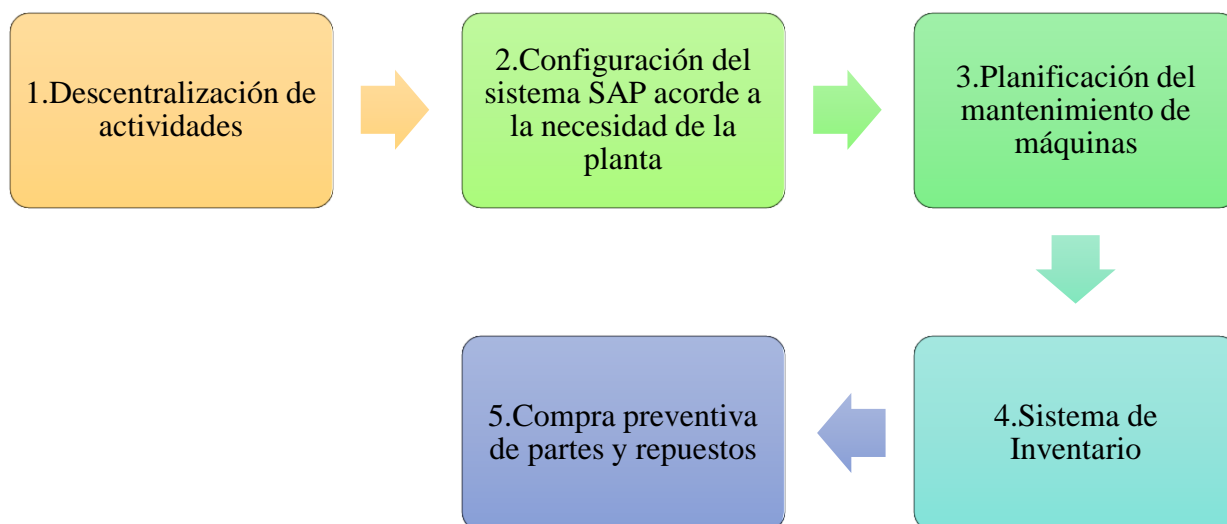 1.Descentralización de
actividades
2.Configuración del
sistema SAP acorde a
la necesidad de la
planta
3.Planificación del
mantenimiento de
máquinas
4.Sistema de
Inventario
5.Compra preventiva
de partes y repuestos